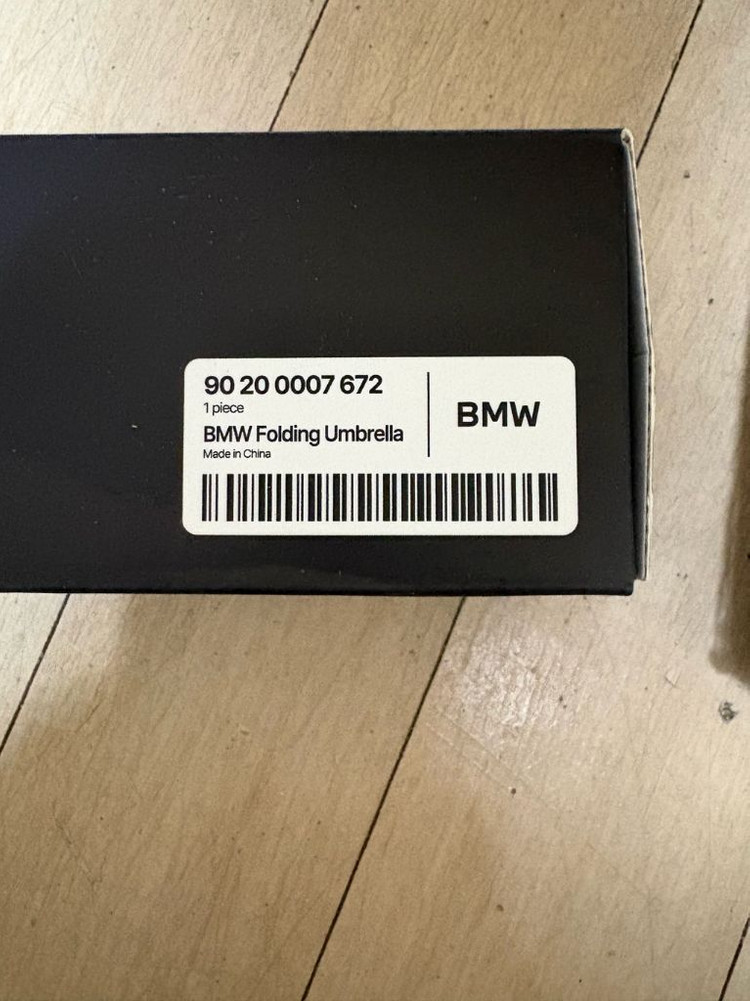 90 20 0007 672
1 piece
BMW Folding Umbrella
Made in China
BMW